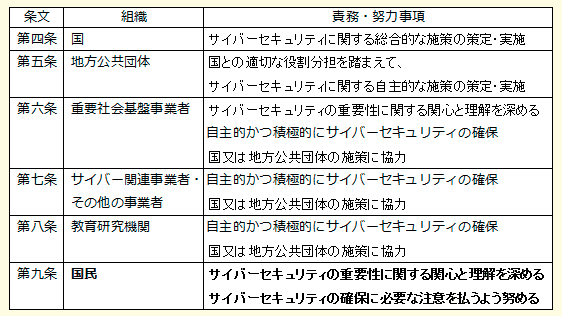 条文 組織 責務・努力事項
第四条 国 サイバーセキュリティに関する総合的な施策の策定・実施
第五条 地方公共団体 国との適切な役割分担を踏まえて、
サイバーセキュリティに関する自主的な施策の策定・実施
第六条 重要社会基盤事業者 サイバーセキュリティの重要性に関する関心と理解を深める
自主的かつ積極的にサイバーセキュリティの確保
国又は地方公共団体の施策に協力
第七条 サイバー関連事業者・ 自主的かつ積極的にサイバーセキュリティの確保
その他の事業者 国又は地方公共団体の施策に協力
第八条 教育研究機関 自主的かつ積極的にサイバーセキュリティの確保
国又は地方公共団体の施策に協力
第九条 国民 サイバーセキュリティの重要性に関する関心と理解を深める
サイバーセキュリティの確保に必要な注意を払うよう努める